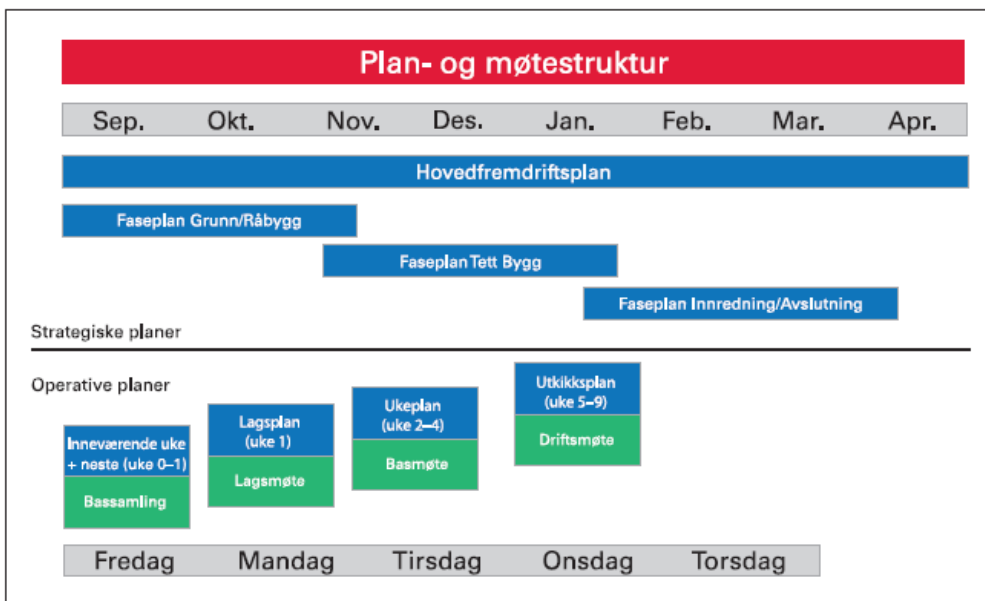 Plan- og møtestruktur
Sep. Okt. Nov. Des. Jan. Feb. Mar. Apr.
Hovedfremdriftsplan
Faseplan Grunn/Råbygg
Faseplan Tett Bygg
Faseplan Innredning/Avslutning
Strategiske planer
Operative planer
Inneværende uke
+ neste (uke 0–1)
Bassamling
Lagsplan
(uke 1)
Lagsmøte
Ukeplan
(uke 2–4)
Basmøte
Utkikksplan
(uke 5–9)
Driftsmøte
Fredag Mandag Tirsdag Onsdag Torsdag